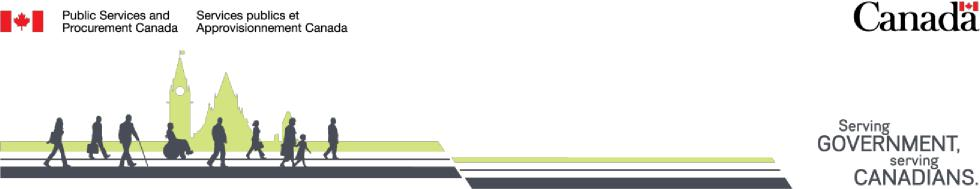 Public Services and
Procurement Canada
Services publics et
Approvisionnement Canada
Canada
Serving
GOVERNMENT,
serving
CANADIANS.